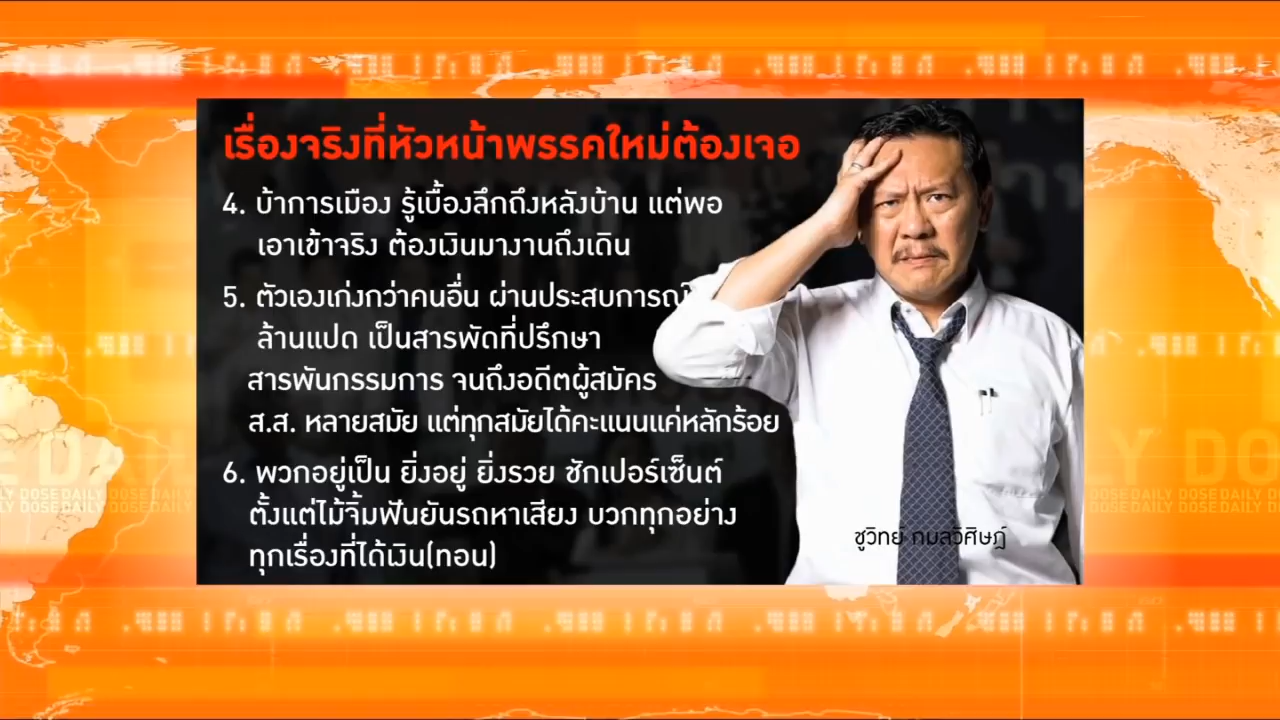 เรื่องจริงที่หัวหน้าพรรคใหม่ต้องเจอ
4. บ้าการเมือง รู้เบื้องลึกถึงหลังบ้าน แต่พอ
เอาเข้าจริง ต้องเงินมางานถึงเดิน
5. ตัวเองเก่งกว่าคนอื่น ผ่านประสบการณ์
ล้านแปด เป็นสารพัดที่ปรึกษา
สารพันกรรมการ จนถึงอดีตผู้สมัคร
ส.ส. หลายสมัย แต่ทุกสมัยได้คะแนนแค่หลักร้อย
6. พวกอยู่เป็น ยิ่งอยู่ ยิ่งรวย ชักเปอร์เซ็นต์
ตั้งแต่ไม้จิ้มฟันยันรถหาเสียง บวกทุกอย่าง
ทุกเรื่องที่ได้เงิน(ทอน)
ชูวิทย์ กมลวิศิษฎ์
DAILY DOSE DAILY DOSE DAILY
DOSE DAILY DOSE DAILY DOSE